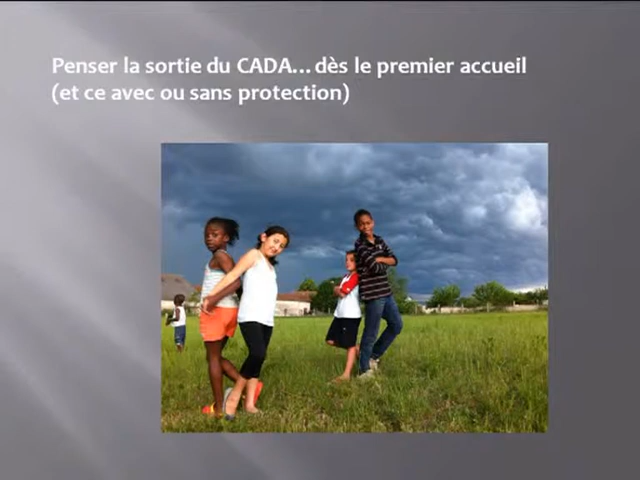 Penser la sortie du CADA...dès le premier accueil
(et ce avec ou sans protection)